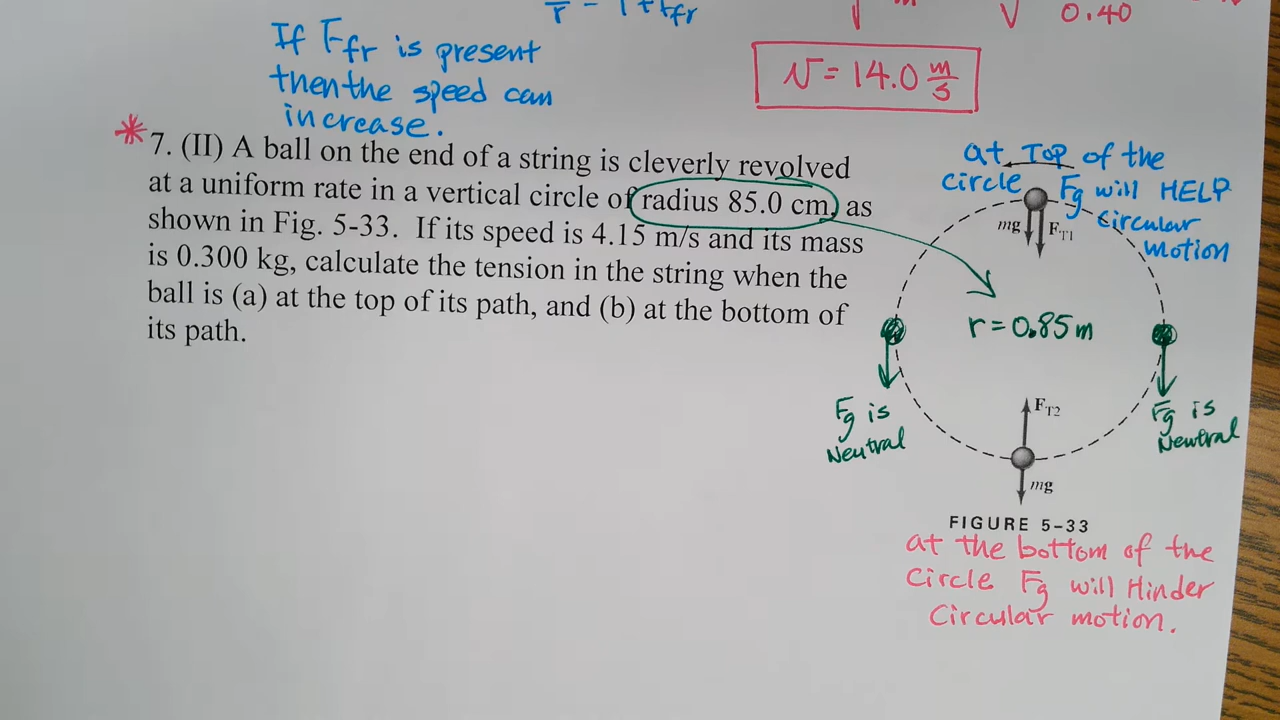 If Ffr is present
then the speed can
increase.
0.40
v = 14.0 m/s
* 7. (II) A ball on the end of a string is cleverly revolved
at a uniform rate in a vertical circle of radius 85.0 cm, as
shown in Fig. 5-33. If its speed is 4.15 m/s and its mass
is 0.300 kg, calculate the tension in the string when the
ball is (a) at the top of its path, and (b) at the bottom of
its path.
at TOP of the
circle Fg will HELP
circular
motion
mg FT1
r = 0.85 m
Fg is
Neutral
Fg is
Neutral
FT2
mg
FIGURE 5-33
at the bottom of the
circle Fg will Hinder
Circular motion.